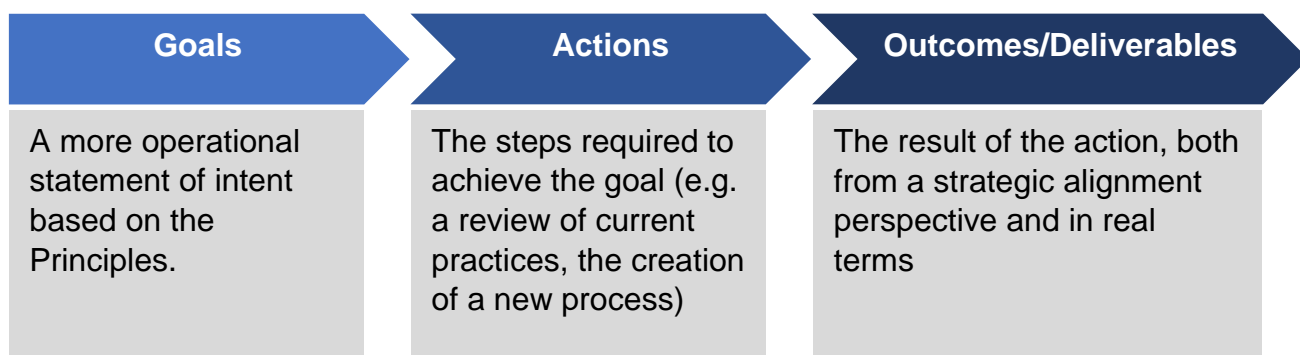 Goals
A more operational
statement of intent
based on the
Principles.
Actions
The steps required to
achieve the goal (e.g.
a review of current
practices, the creation
of a new process)
Outcomes/Deliverables
The result of the action, both
from a strategic alignment
perspective and in real
terms